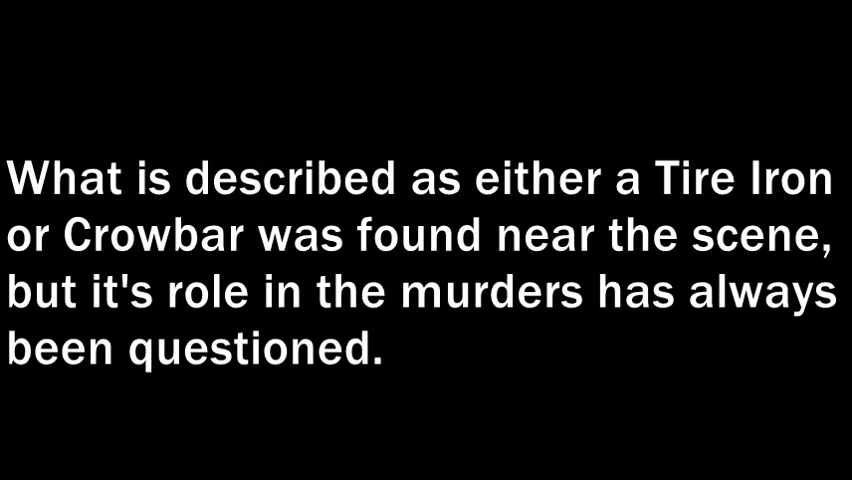 What is described as either a Tire Iron
or Crowbar was found near the scene,
but it's role in the murders has always
been questioned.